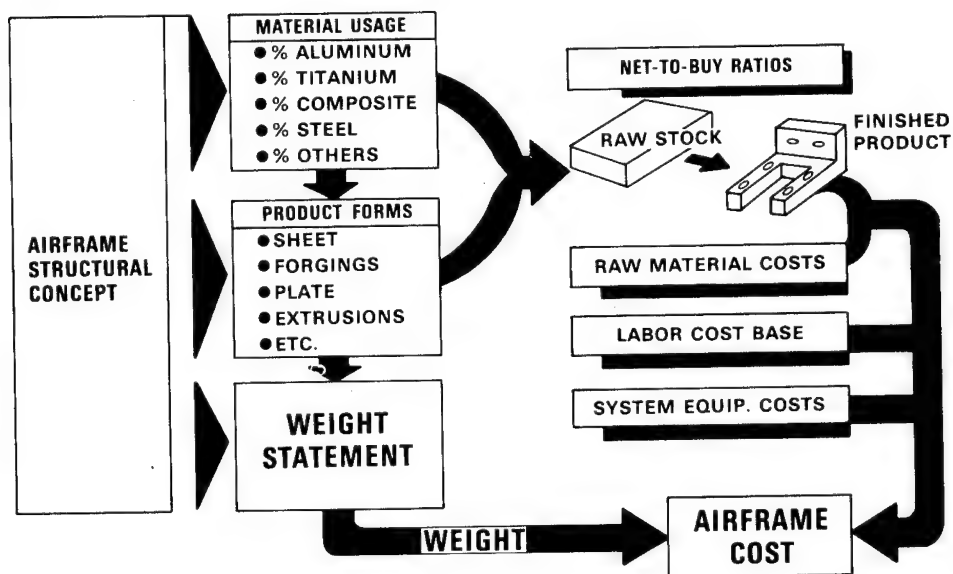 AIRFRAME
STRUCTURAL
CONCEPT
MATERIAL USAGE
● % ALUMINUM
● % TITANIUM
● % COMPOSITE
● % STEEL
● % OTHERS
PRODUCT FORMS
● SHEET
● FORGINGS
● PLATE
● EXTRUSIONS
● ETC.
WEIGHT
STATEMENT
NET-TO-BUY RATIOS
RAW STOCK
FINISHED
PRODUCT
RAW MATERIAL COSTS
LABOR COST BASE
SYSTEM EQUIP. COSTS
WEIGHT
AIRFRAME
COST